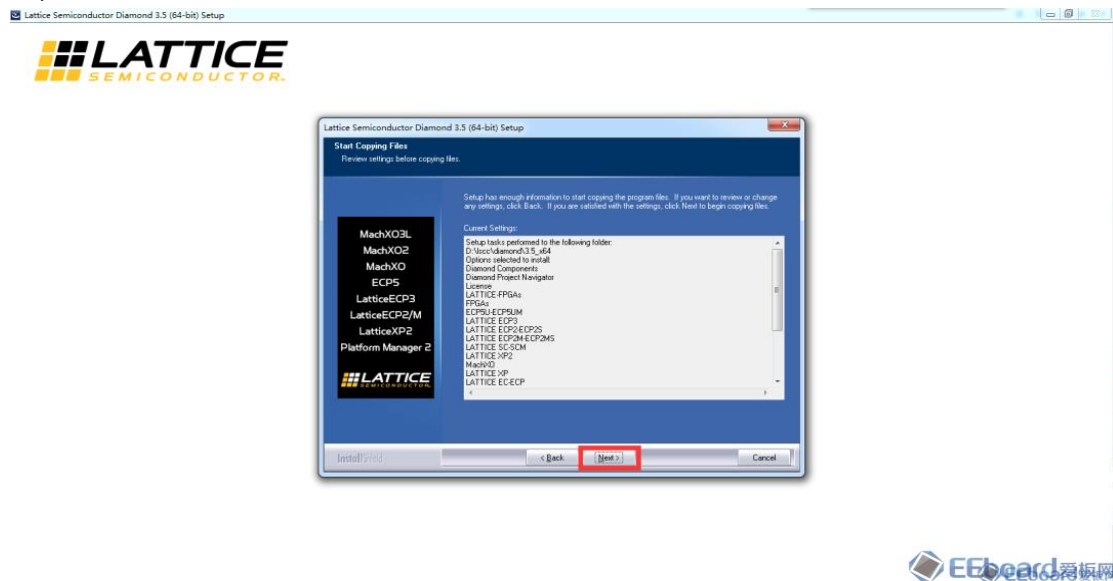 Lattice Semiconductor Diamond 3.5 (64-bit) Setup
LATTICE
SEMICONDUCTOR.
Lattice Semiconductor Diamond 3.5 (64-bit) Setup
Start Copying Files
Review settings before copying files.
Setup has enough information to start copying the program files. If you want to review or change
any settings, click Back. If you are satisfied with the settings, click Next to begin copying files.
Current Settings:
Setup tasks performed to the following folder:
D:\lscc\diamond\3.5_x64
Options selected to install:
Diamond Components
Diamond Project Navigator
License
LATTICE-FPGAs
FPGAs
ECP5U-ECP5UM
LATTICE ECP3
LATTICE ECP2-ECP2S
LATTICE ECP2M-ECP2MS
LATTICE SC-SCM
LATTICE XP2
MachXO
LATTICE XP
LATTICE EC-ECP
MachXO3L
MachXO2
MachXO
ECP5
LatticeECP3
LatticeECP2/M
LatticeXP2
Platform Manager 2
LATTICE
SEMICONDUCTOR.
InstallShield
< Back
Next >
Cancel
EEboard爱板网